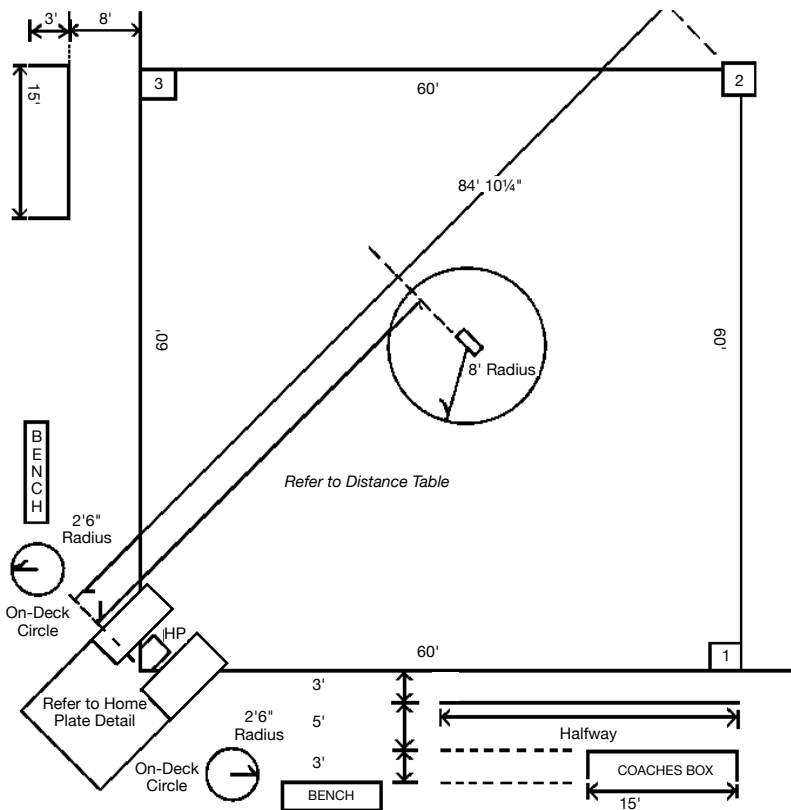 3'
8'
15'
3
60'
2
84' 10¼"
60'
60'
8' Radius
BENCH
Refer to Distance Table
2'6"
Radius
On-Deck
Circle
HP
60'
1
Refer to Home
Plate Detail
3'
5'
3'
2'6"
Radius
On-Deck
Circle
BENCH
Halfway
COACHES BOX
15'